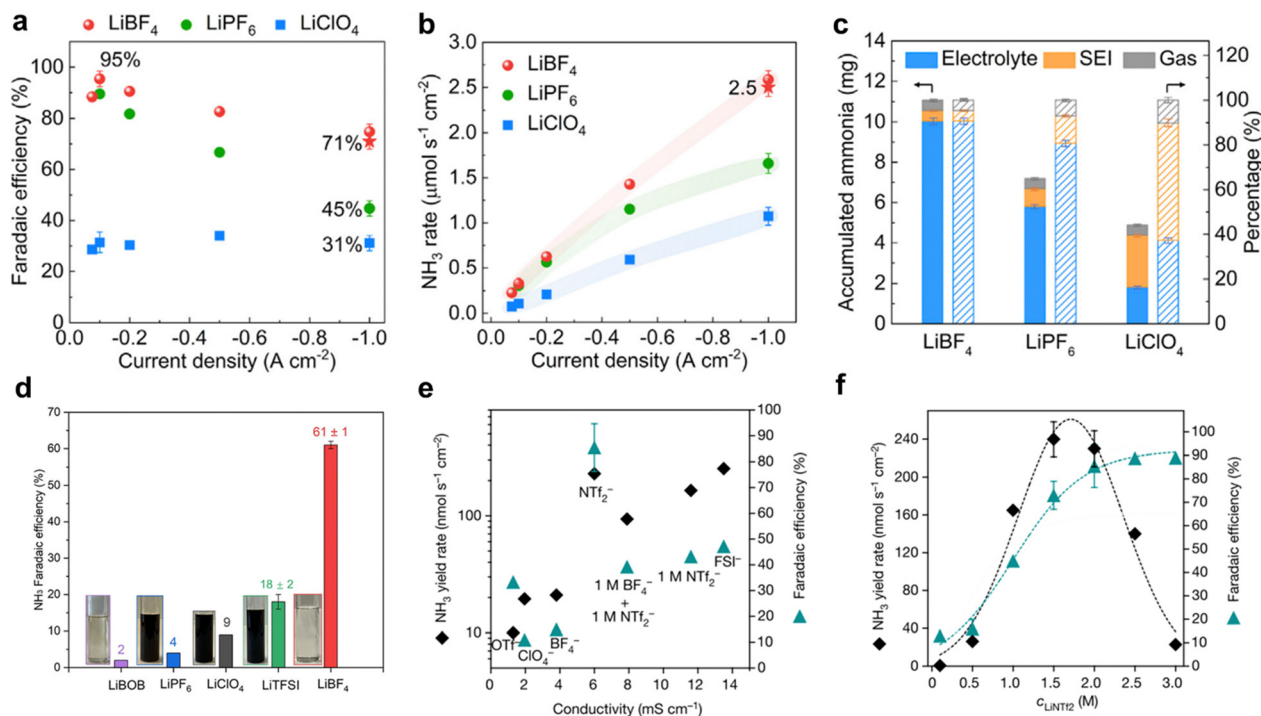 a
LiBF4 LiPF6 LiClO4
Faradaic efficiency (%)
100
80
60
40
20
0
95%
71%
45%
31%
0.0 -0.2 -0.4 -0.6 -0.8 -1.0
Current density (A cm-2)
b
NH3 rate (μmol s-1 cm-2)
3.0
2.5
2.0
1.5
1.0
0.5
0.0
LiBF4
LiPF6
LiClO4
2.5
0.0 -0.2 -0.4 -0.6 -0.8 -1.0
Current density (A cm-2)
c
Accumulated ammonia (mg)
14
12
10
8
6
4
2
0
Electrolyte SEI Gas
120
100
80
60
40
20
0
Percentage (%)
LiBF4 LiPF6 LiClO4
d
NH3 Faradaic efficiency (%)
70
60
50
40
30
20
10
0
2
4
9
18 ± 2
61 ± 1
LiBOB LiPF6 LiClO4 LiTFSI LiBF4
e
NH3 yield rate (nmol s-1 cm-2)
100
10
NTf2-
OTf-
ClO4-
BF4-
1 M BF4-
+
1 M NTf2-
1 M NTf2-
FSI-
100
90
80
70
60
50
40
30
20
10
0
Faradaic efficiency (%)
0 2 4 6 8 10 12 14
Conductivity (mS cm-1)
f
NH3 yield rate (nmol s-1 cm-2)
240
200
160
120
80
40
0
100
90
80
70
60
50
40
30
20
10
0
Faradaic efficiency (%)
0 0.5 1.0 1.5 2.0 2.5 3.0
cLiNTf2 (M)